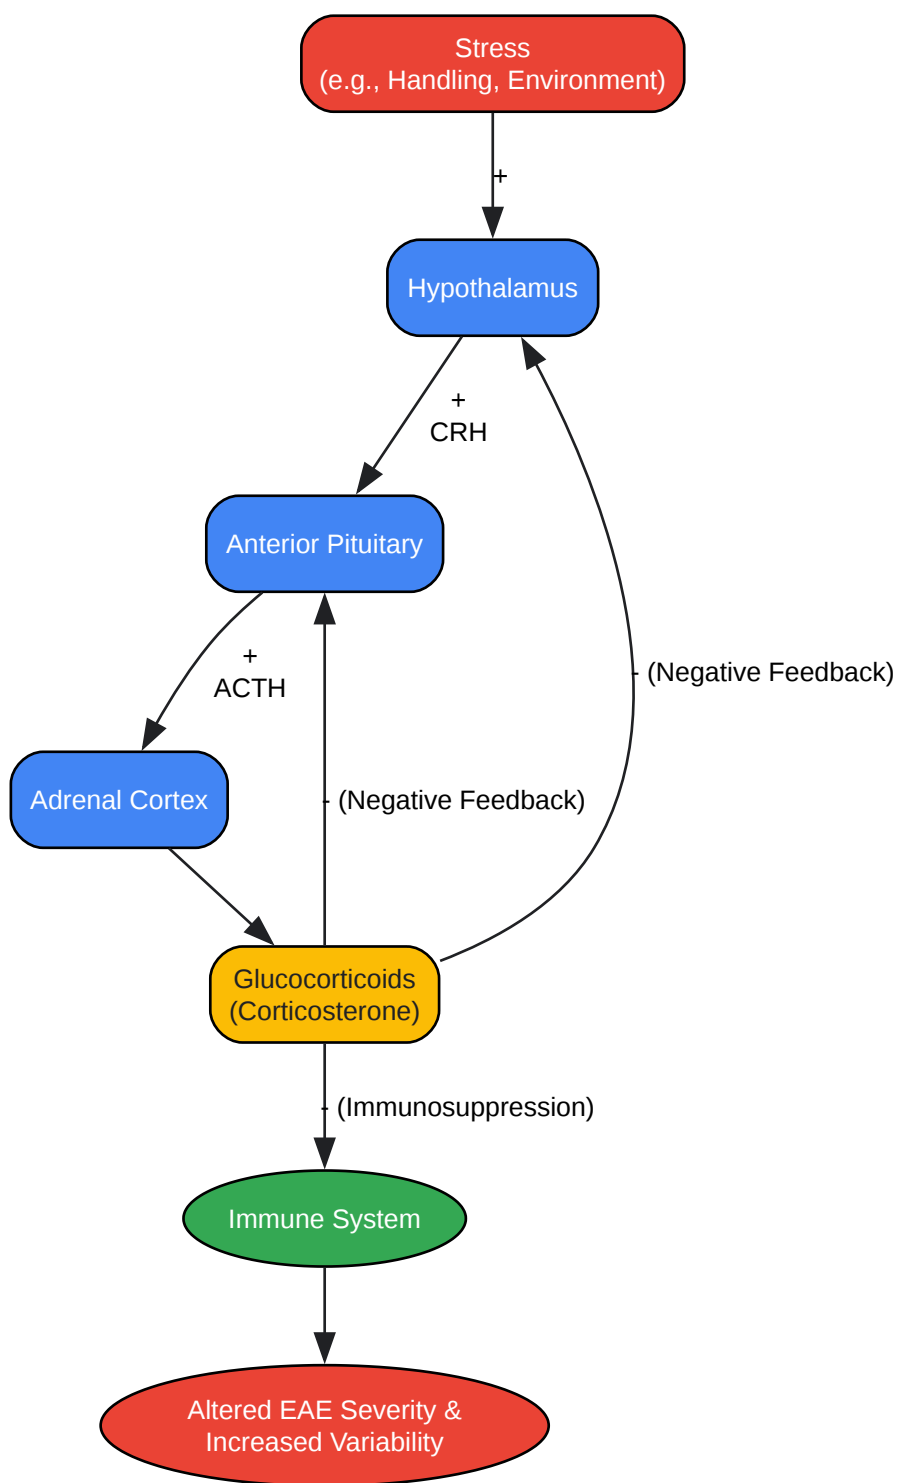 Stress
(e.g., Handling, Environment)
+
Hypothalamus
+
CRH
Anterior Pituitary
+
ACTH
- (Negative Feedback)
Adrenal Cortex
- (Negative Feedback)
Glucocorticoids
(Corticosterone)
- (Immunosuppression)
Immune System
Altered EAE Severity &
Increased Variability